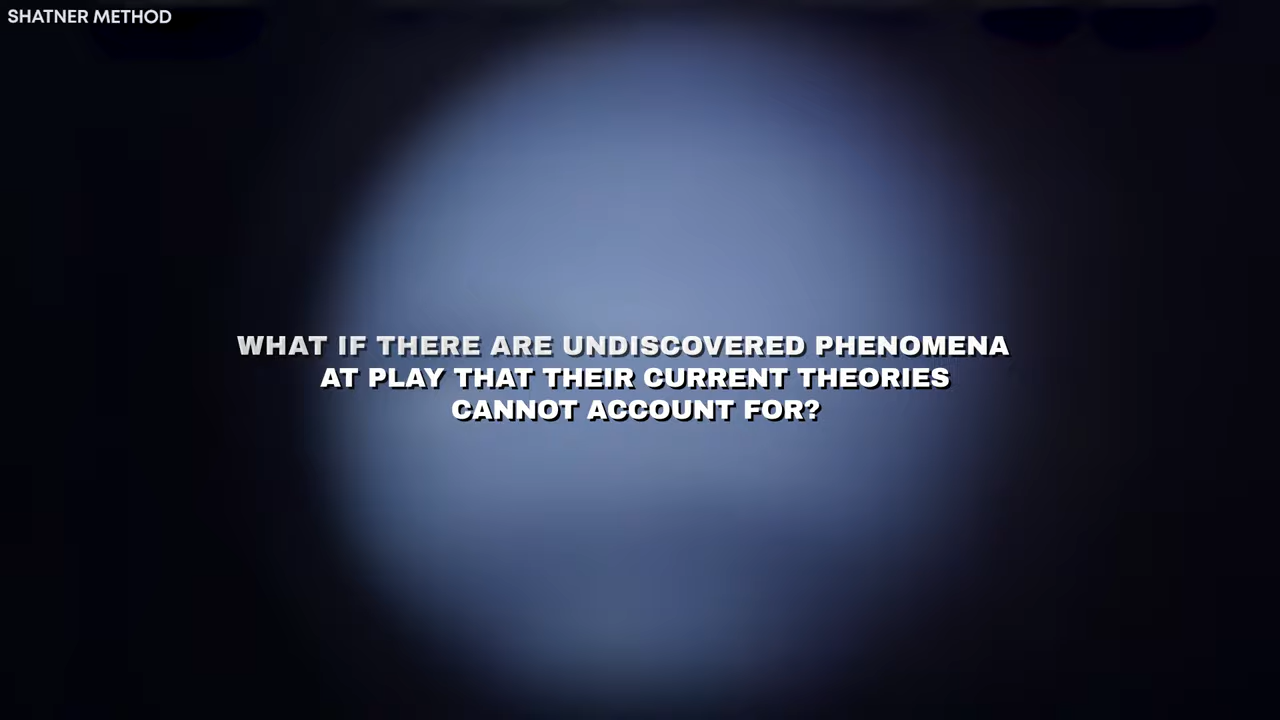 SHATNER METHOD
WHAT IF THERE ARE UNDISCOVERED PHENOMENA
AT PLAY THAT THEIR CURRENT THEORIES
CANNOT ACCOUNT FOR?